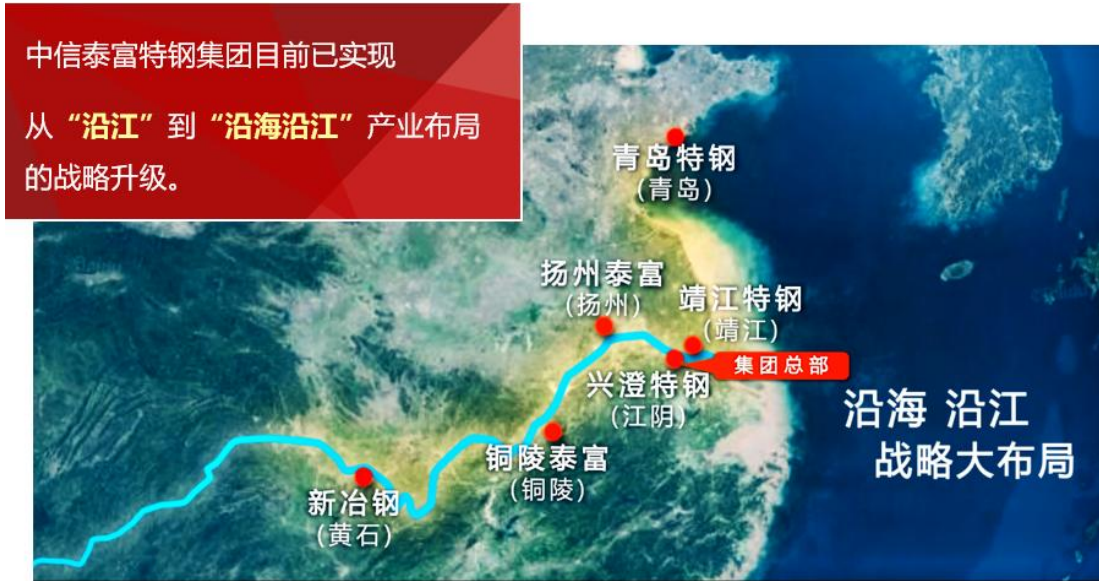 中信泰富特钢集团目前已实现
从“沿江”到“沿海沿江”产业布局
的战略升级。
青岛特钢
(青岛)
扬州泰富
(扬州)
靖江特钢
(靖江)
集团总部
兴澄特钢
(江阴)
沿海 沿江
战略大布局
铜陵泰富
(铜陵)
新冶钢
(黄石)